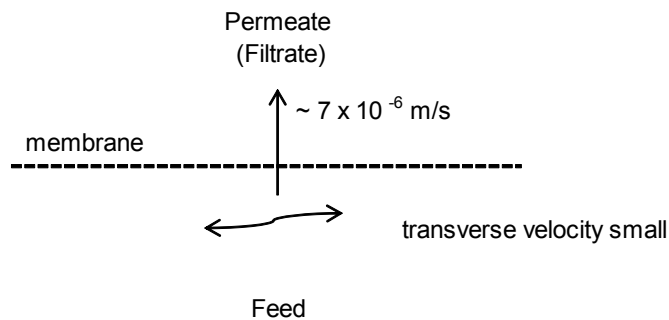 Permeate
(Filtrate)
~ 7 x 10 -6 m/s
membrane
transverse velocity small
Feed